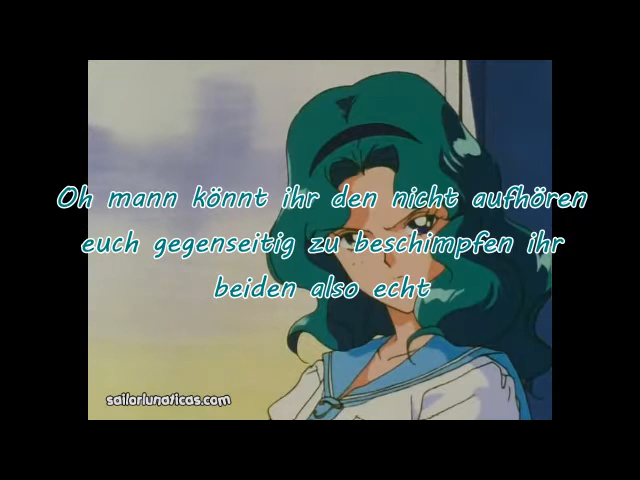 Oh mann könnt ihr den nicht aufhören
euch gegenseitig zu beschimpfen ihr
beiden also echt
sailorlunaticas.com